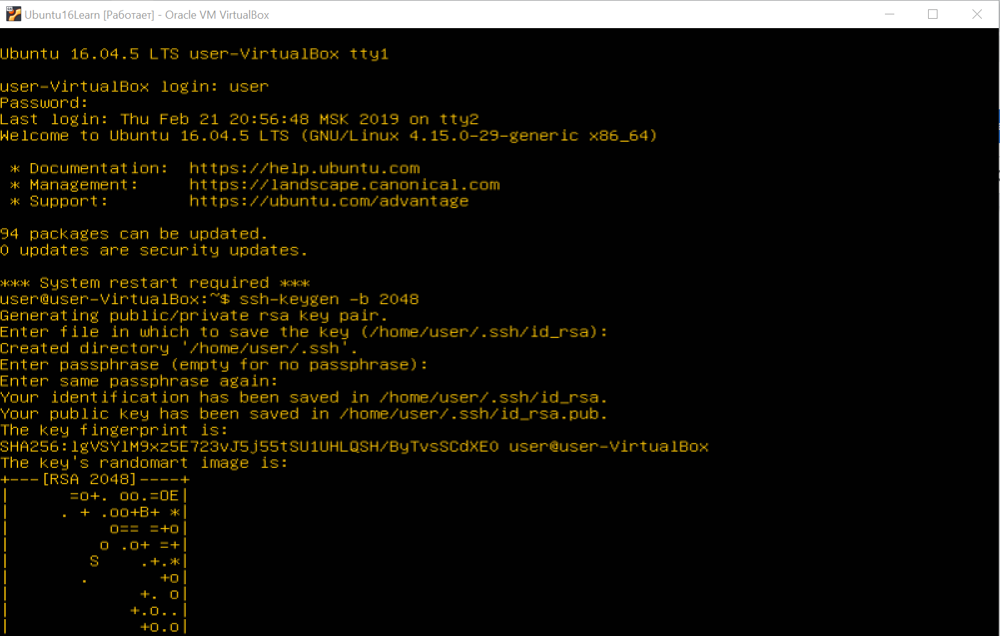 Ubuntu16Learn [Работает] - Oracle VM VirtualBox
Ubuntu 16.04.5 LTS user-VirtualBox tty1
user-VirtualBox login: user
Password:
Last login: Thu Feb 21 20:56:48 MSK 2019 on tty2
Welcome to Ubuntu 16.04.5 LTS (GNU/Linux 4.15.0-29-generic x86_64)
 * Documentation:  https://help.ubuntu.com
 * Management:     https://landscape.canonical.com
 * Support:        https://ubuntu.com/advantage
94 packages can be updated.
0 updates are security updates.
*** System restart required ***
user@user-VirtualBox:~$ ssh-keygen -b 2048
Generating public/private rsa key pair.
Enter file in which to save the key (/home/user/.ssh/id_rsa):
Created directory '/home/user/.ssh'.
Enter passphrase (empty for no passphrase):
Enter same passphrase again:
Your identification has been saved in /home/user/.ssh/id_rsa.
Your public key has been saved in /home/user/.ssh/id_rsa.pub.
The key fingerprint is:
SHA256:lgVSYlM9xz5E723vJ5j55tSU1UHLQSH/ByTvsSCdXE0 user@user-VirtualBox
The key's randomart image is:
+---[RSA 2048]----+
|      =o+. oo.=OE|
|     . + .oo+B+ *|
|          o== =+o|
|         o .o+ =+|
|        S    .+.*|
|       .       +o|
|             +. o|
|            +.o..|
|             +o.o|